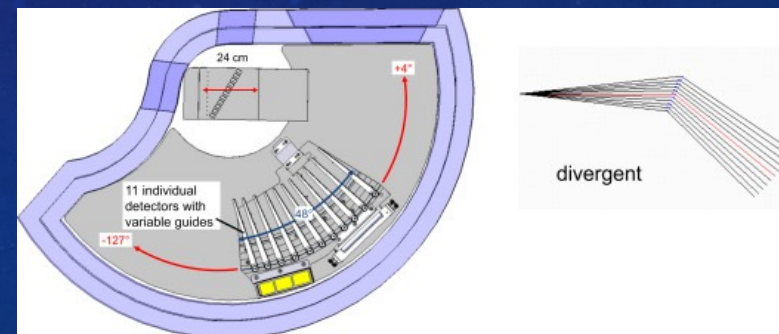 24 cm
+4°
11 individual
detectors with
variable guides
48°
-127°
divergent